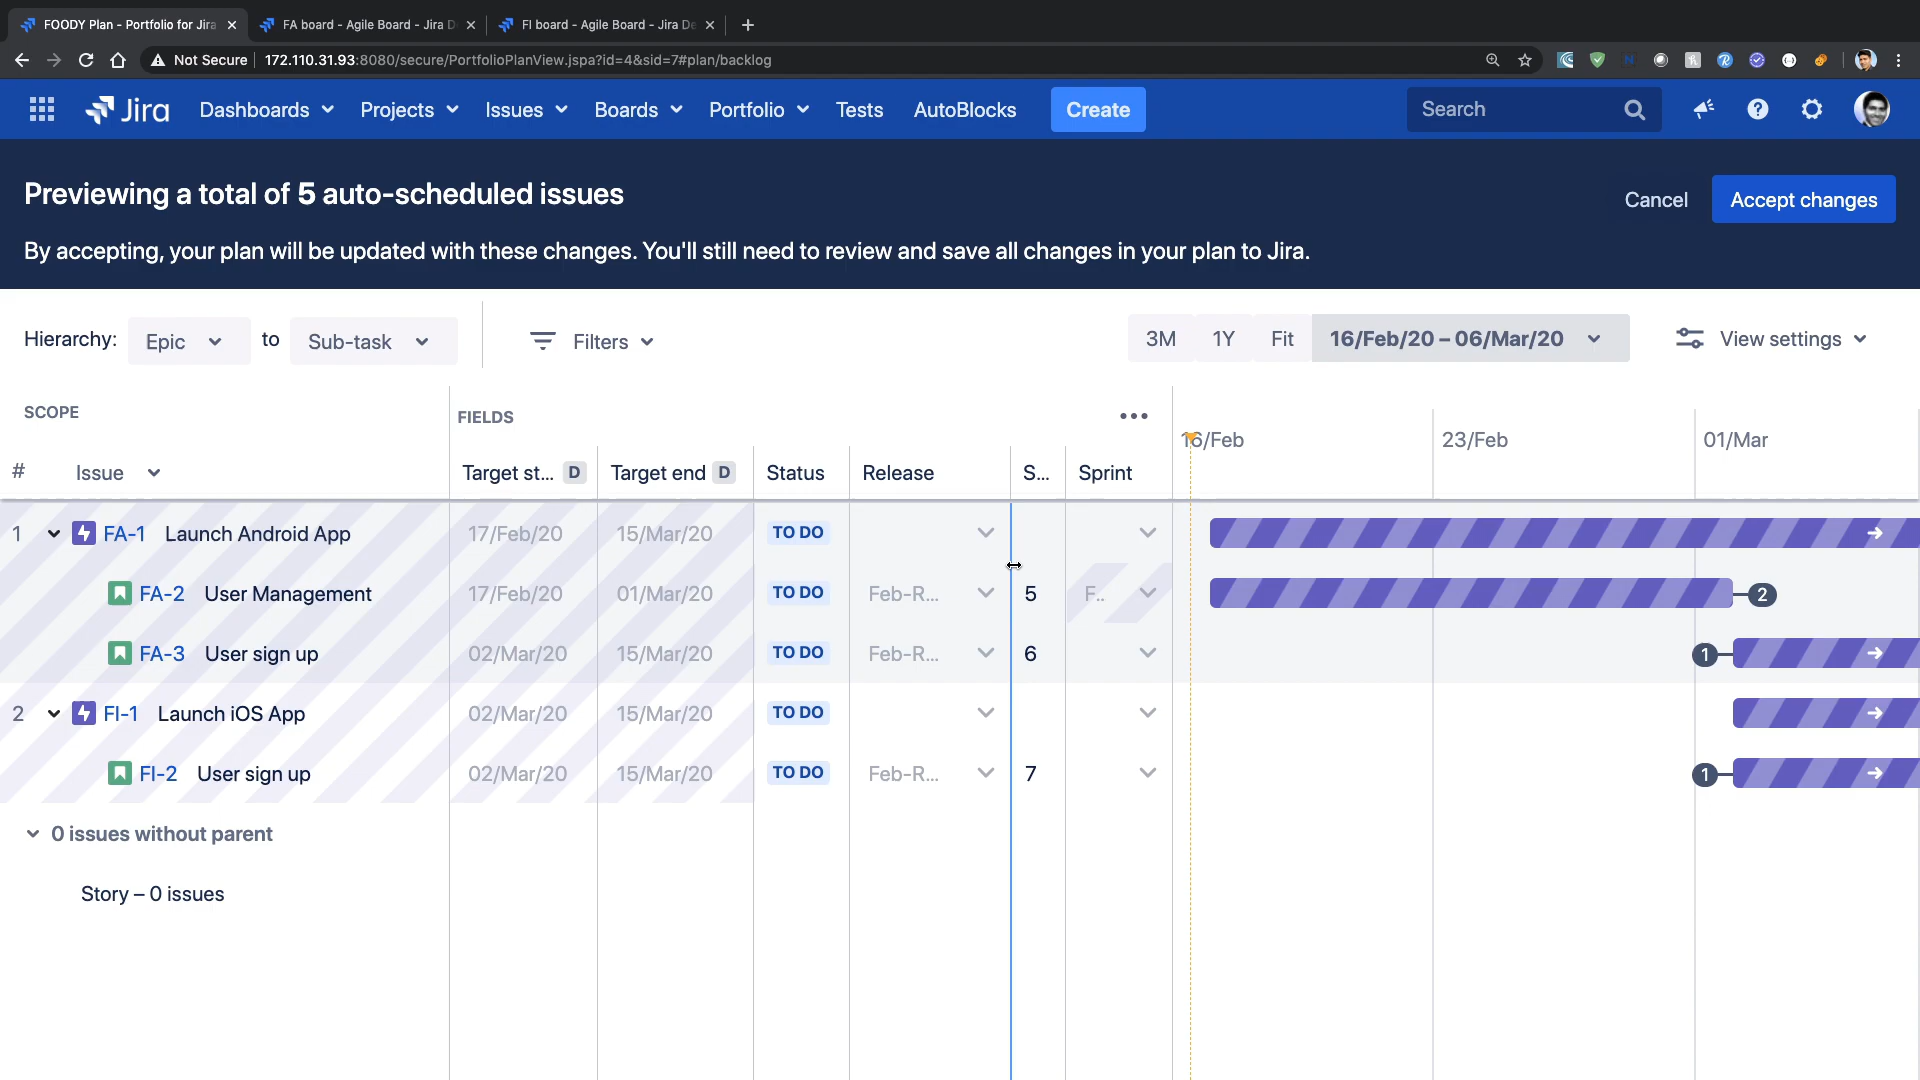 FOODY Plan - Portfolio for Jira
FA board - Agile Board - Jira D
FI board - Agile Board - Jira De
Not Secure
172.110.31.93:8080/secure/PortfolioPlanView.jspa?id=4&sid=7#plan/backlog
Jira
Dashboards
Projects
Issues
Boards
Portfolio
Tests
AutoBlocks
Create
Search
Previewing a total of 5 auto-scheduled issues
Cancel
Accept changes
By accepting, your plan will be updated with these changes. You'll still need to review and save all changes in your plan to Jira.
Hierarchy: Epic to Sub-task
Filters
3M 1Y Fit 16/Feb/20 – 06/Mar/20
View settings
SCOPE
FIELDS •••
16/Feb 23/Feb 01/Mar
# Issue Target st... D Target end D Status Release S... Sprint
1 FA-1 Launch Android App 17/Feb/20 15/Mar/20 TO DO
FA-2 User Management 17/Feb/20 01/Mar/20 TO DO Feb-R... 5 F.. 2
FA-3 User sign up 02/Mar/20 15/Mar/20 TO DO Feb-R... 6 1
2 FI-1 Launch iOS App 02/Mar/20 15/Mar/20 TO DO
FI-2 User sign up 02/Mar/20 15/Mar/20 TO DO Feb-R... 7 1
0 issues without parent
Story – 0 issues